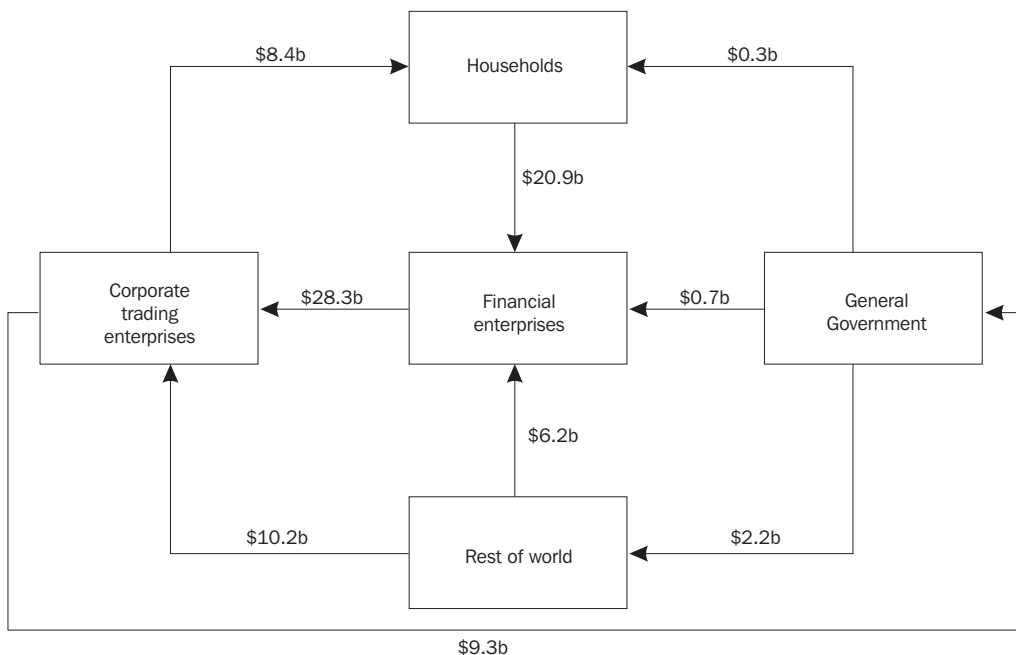 $8.4b
Households
$0.3b
$20.9b
Corporate
trading
enterprises
$28.3b
Financial
enterprises
$0.7b
General
Government
$6.2b
$10.2b
Rest of world
$2.2b
$9.3b